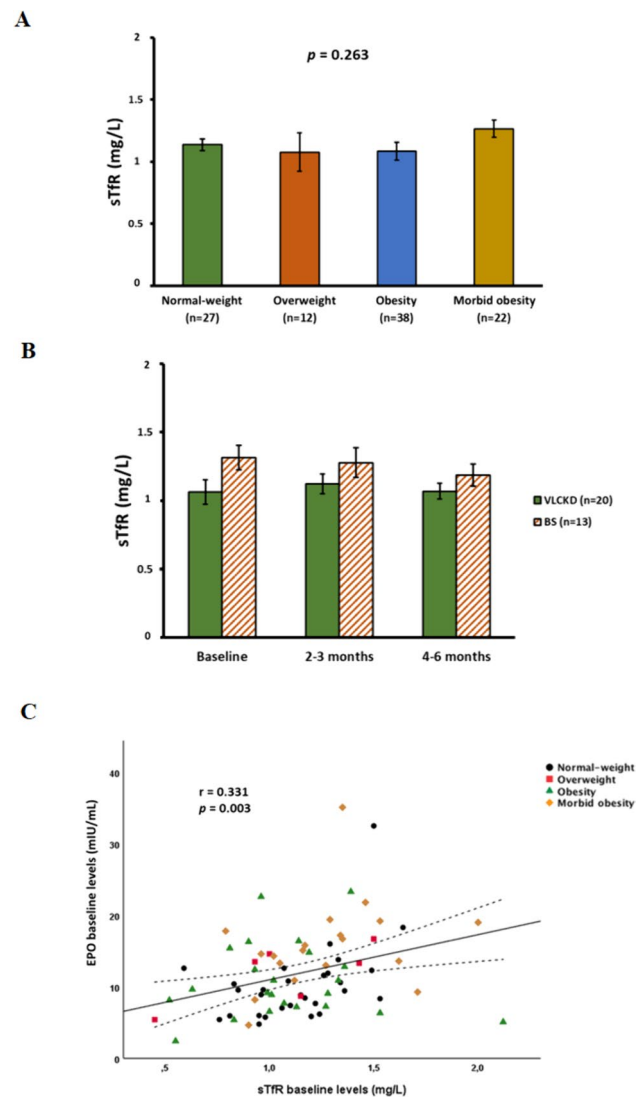 A
2
p = 0.263
1.5
1
0.5
0
sTfR (mg/L)
Normal-weight Overweight Obesity Morbid obesity
(n=27) (n=12) (n=38) (n=22)
B
2
1.5
1
0.5
0
sTfR (mg/L)
VLCKD (n=20)
BS (n=13)
Baseline 2-3 months 4-6 months
C
40
30
20
10
0
EPO baseline levels (mIU/mL)
r = 0.331
p = 0.003
Normal-weight
Overweight
Obesity
Morbid obesity
,5 1,0 1,5 2,0
sTfR baseline levels (mg/L)